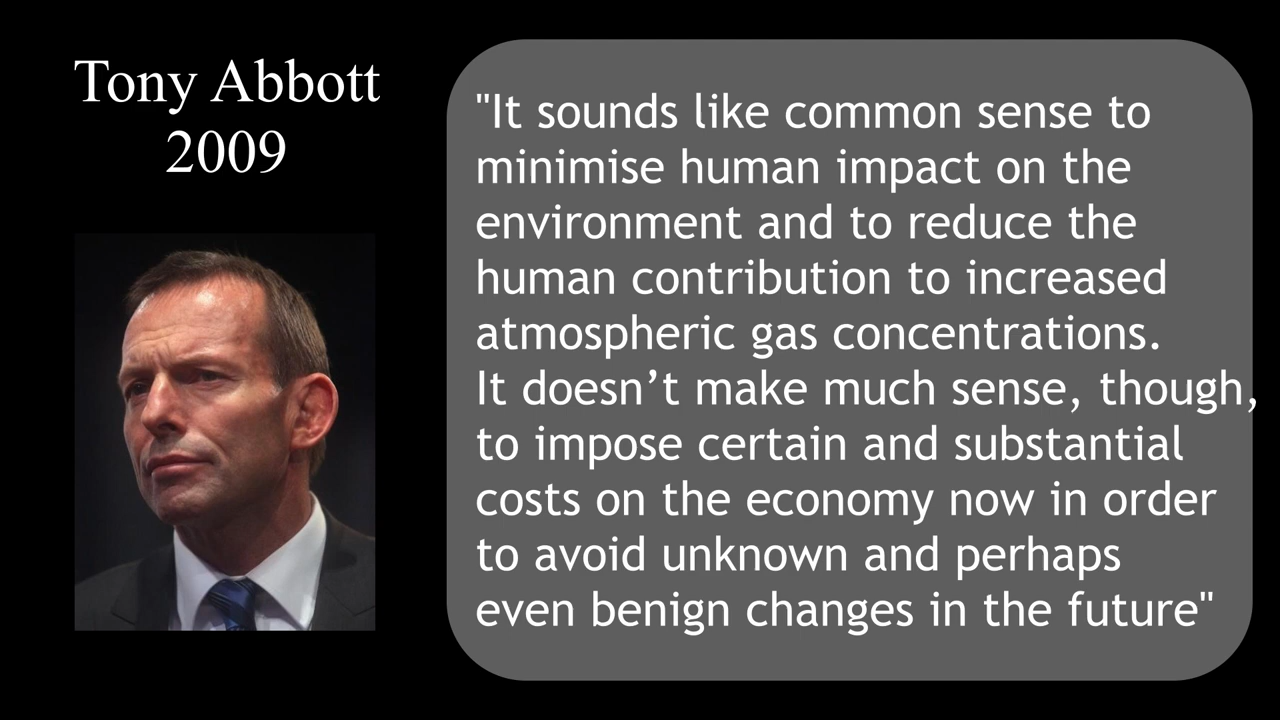 Tony Abbott
2009
"It sounds like common sense to
minimise human impact on the
environment and to reduce the
human contribution to increased
atmospheric gas concentrations.
It doesn’t make much sense, though,
to impose certain and substantial
costs on the economy now in order
to avoid unknown and perhaps
even benign changes in the future"